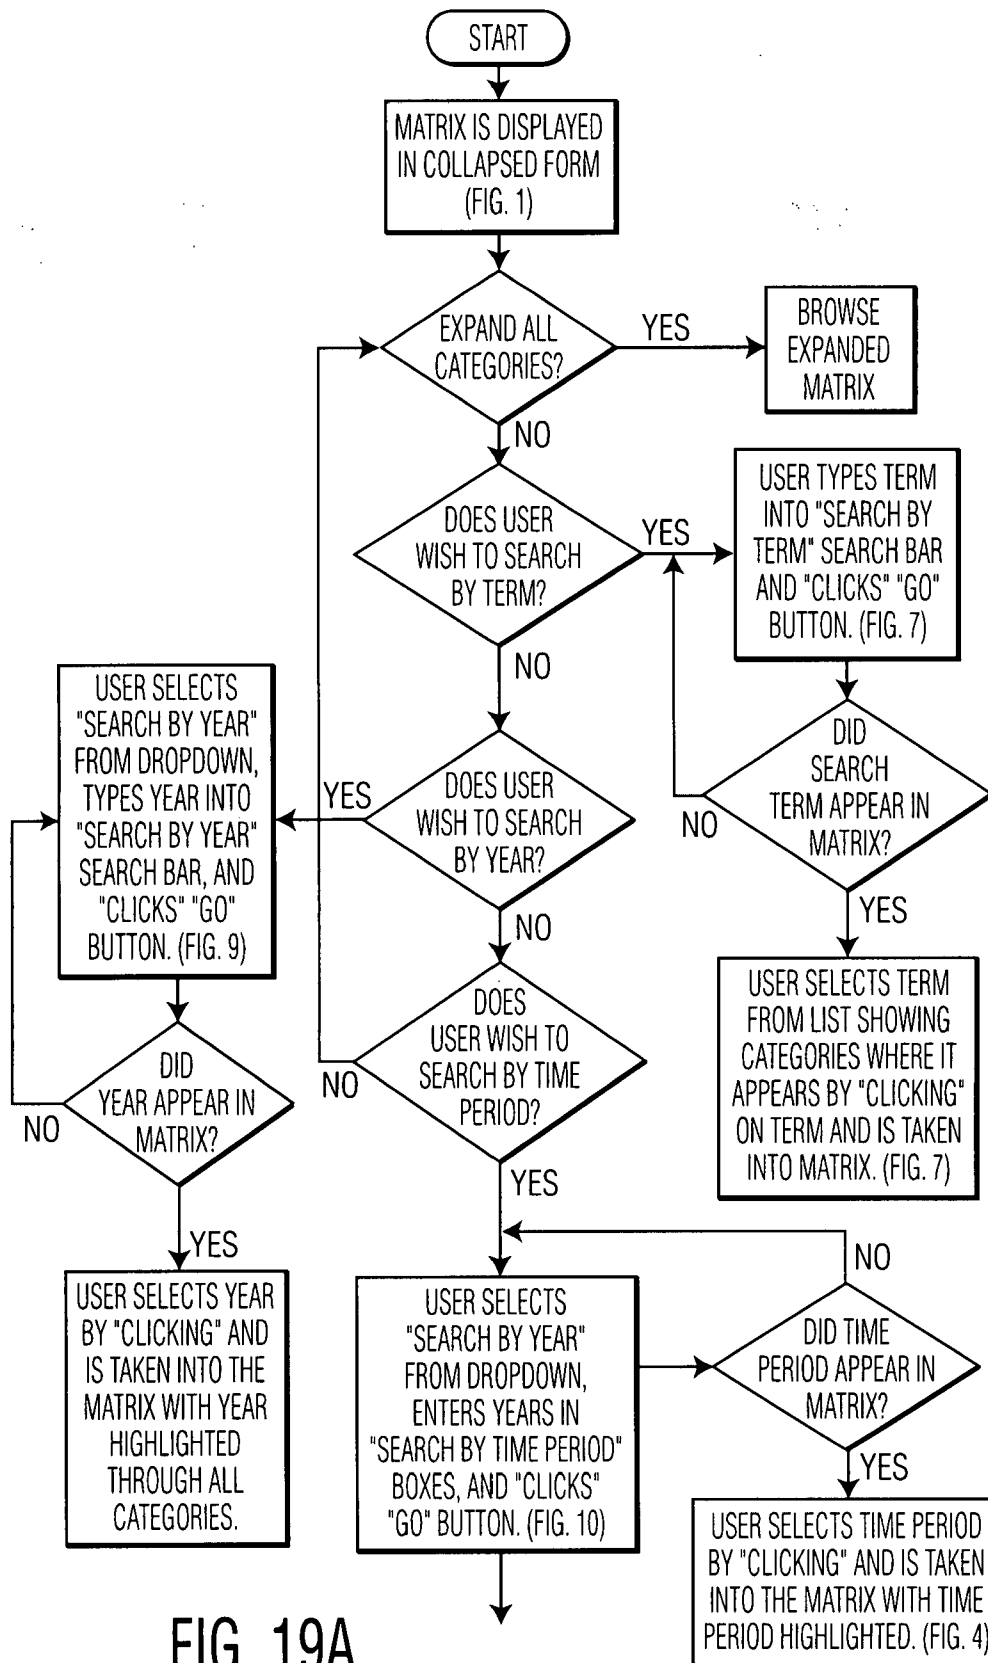 START
MATRIX IS DISPLAYED
IN COLLAPSED FORM
(FIG. 1)
EXPAND ALL
CATEGORIES?
YES
BROWSE
EXPANDED
MATRIX
NO
DOES USER
WISH TO SEARCH
BY TERM?
YES
USER TYPES TERM
INTO "SEARCH BY
TERM" SEARCH BAR
AND "CLICKS" "GO"
BUTTON. (FIG. 7)
NO
DID
SEARCH
TERM APPEAR IN
MATRIX?
NO
YES
USER SELECTS TERM
FROM LIST SHOWING
CATEGORIES WHERE IT
APPEARS BY "CLICKING"
ON TERM AND IS TAKEN
INTO MATRIX. (FIG. 7)
DOES USER
WISH TO SEARCH
BY YEAR?
YES
USER SELECTS
"SEARCH BY YEAR"
FROM DROPDOWN,
TYPES YEAR INTO
"SEARCH BY YEAR"
SEARCH BAR, AND
"CLICKS" "GO"
BUTTON. (FIG. 9)
DID
YEAR APPEAR IN
MATRIX?
NO
YES
USER SELECTS YEAR
BY "CLICKING" AND
IS TAKEN INTO THE
MATRIX WITH YEAR
HIGHLIGHTED
THROUGH ALL
CATEGORIES.
NO
DOES
USER WISH TO
SEARCH BY TIME
PERIOD?
NO
YES
USER SELECTS
"SEARCH BY YEAR"
FROM DROPDOWN,
ENTERS YEARS IN
"SEARCH BY TIME PERIOD"
BOXES, AND "CLICKS"
"GO" BUTTON. (FIG. 10)
NO
DID TIME
PERIOD APPEAR IN
MATRIX?
YES
USER SELECTS TIME PERIOD
BY "CLICKING" AND IS TAKEN
INTO THE MATRIX WITH TIME
PERIOD HIGHLIGHTED. (FIG. 4)
FIG. 19A